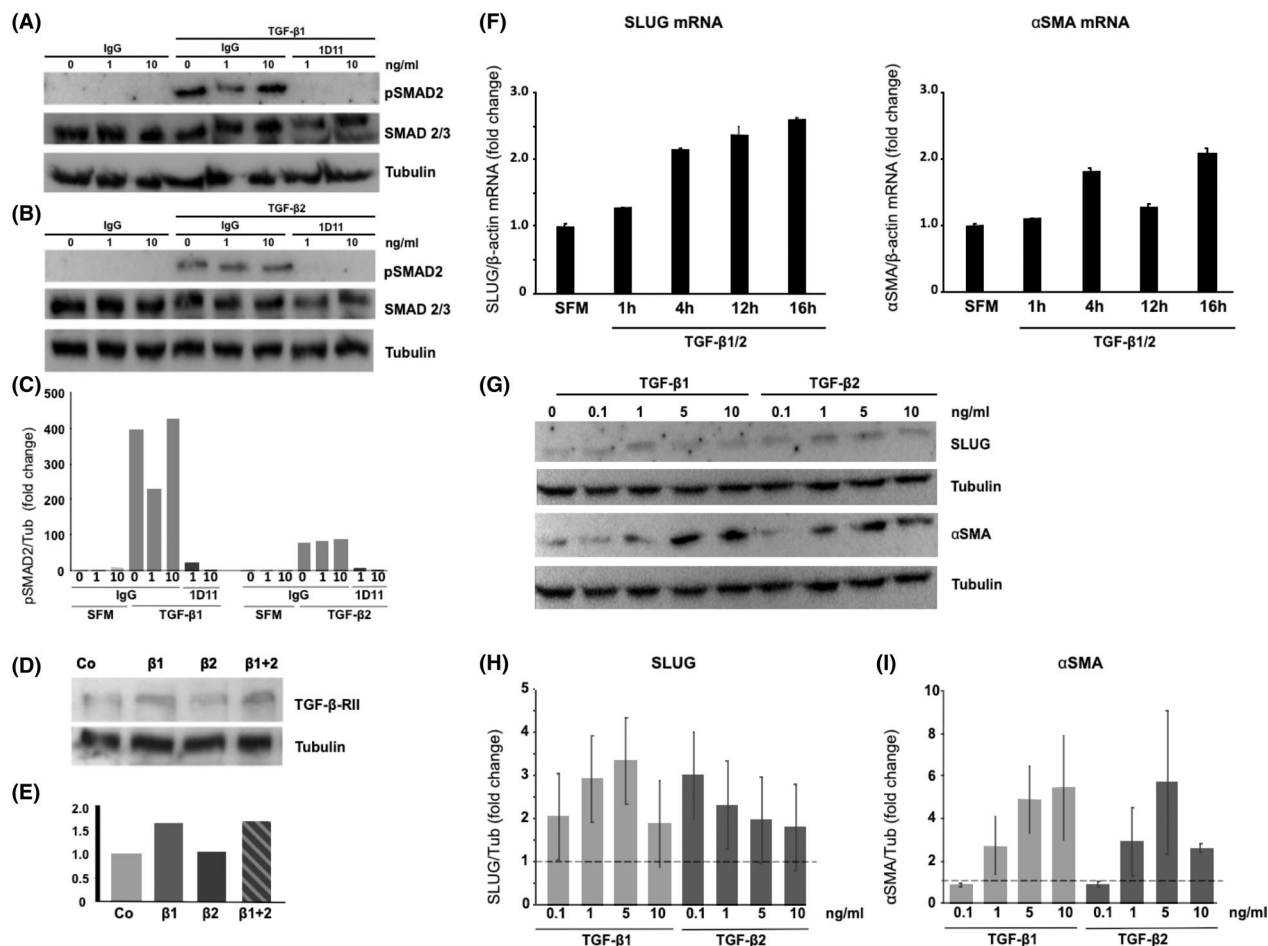 (A)
TGF-β1
IgG IgG 1D11
0 1 10 0 1 10 1 10 ng/ml
pSMAD2
SMAD 2/3
Tubulin
(B)
TGF-β2
IgG IgG 1D11
0 1 10 0 1 10 1 10 ng/ml
pSMAD2
SMAD 2/3
Tubulin
(C)
pSMAD2/Tub (fold change)
500
400
300
200
100
0
0 1 10 0 1 10 1 10 0 1 10 0 1 10 1 10
IgG 1D11 IgG 1D11
SFM TGF-β1 SFM TGF-β2
(D)
Co β1 β2 β1+2
TGF-β-RII
Tubulin
(E)
2.0
1.5
1.0
0.5
0
Co β1 β2 β1+2
(F)
SLUG mRNA
SLUG/β-actin mRNA (fold change)
3.0
2.0
1.0
0
SFM 1h 4h 12h 16h
TGF-β1/2
αSMA mRNA
αSMA/β-actin mRNA (fold change)
3.0
2.0
1.0
0
SFM 1h 4h 12h 16h
TGF-β1/2
(G)
TGF-β1 TGF-β2
0 0.1 1 5 10 0.1 1 5 10 ng/ml
SLUG
Tubulin
αSMA
Tubulin
(H)
SLUG
SLUG/Tub (fold change)
5
4
3
2
1
0
0.1 1 5 10 0.1 1 5 10 ng/ml
TGF-β1 TGF-β2
(I)
αSMA
αSMA/Tub (fold change)
10
8
6
4
2
0
0.1 1 5 10 0.1 1 5 10 ng/ml
TGF-β1 TGF-β2